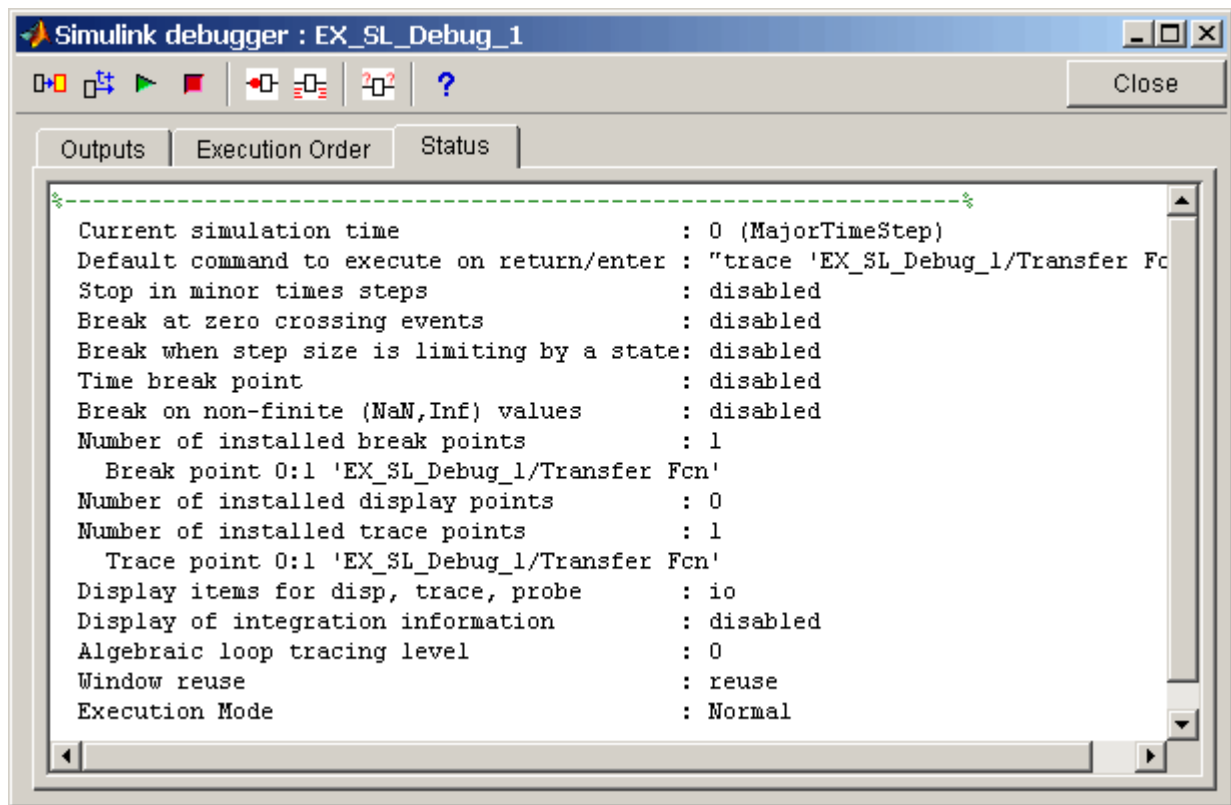 Simulink debugger : EX_SL_Debug_1
? Close
Outputs Execution Order Status
%----------------------------------------------------------------%
Current simulation time : 0 (MajorTimeStep)
Default command to execute on return/enter : "trace 'EX_SL_Debug_1/Transfer Fc
Stop in minor times steps : disabled
Break at zero crossing events : disabled
Break when step size is limiting by a state: disabled
Time break point : disabled
Break on non-finite (NaN,Inf) values : disabled
Number of installed break points : 1
Break point 0:1 'EX_SL_Debug_1/Transfer Fcn'
Number of installed display points : 0
Number of installed trace points : 1
Trace point 0:1 'EX_SL_Debug_1/Transfer Fcn'
Display items for disp, trace, probe : io
Display of integration information : disabled
Algebraic loop tracing level : 0
Window reuse : reuse
Execution Mode : Normal